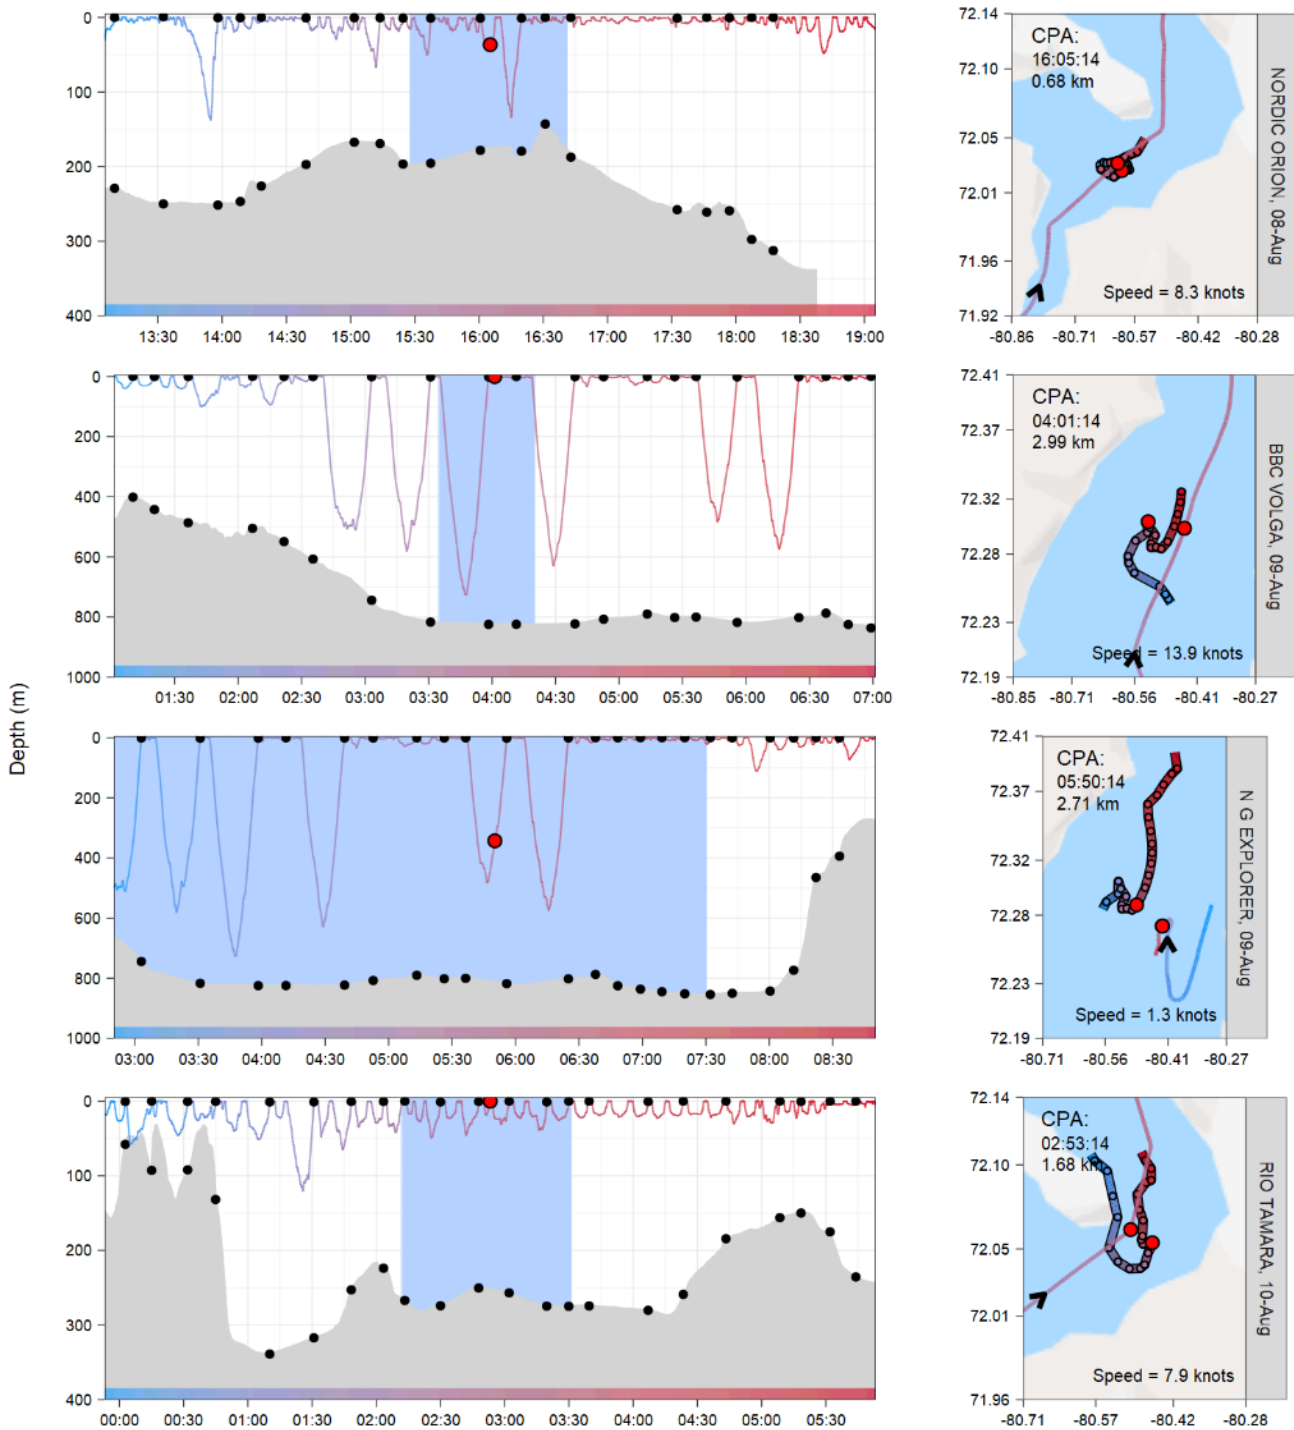 Depth (m)
0
100
200
300
400
13:30 14:00 14:30 15:00 15:30 16:00 16:30 17:00 17:30 18:00 18:30 19:00
72.14
72.10
72.05
72.01
71.96
71.92
CPA:
16:05:14
0.68 km
Speed = 8.3 knots
-80.86 -80.71 -80.57 -80.42 -80.28
NORDIC ORION, 08-Aug
0
200
400
600
800
1000
01:30 02:00 02:30 03:00 03:30 04:00 04:30 05:00 05:30 06:00 06:30 07:00
72.41
72.37
72.32
72.28
72.23
72.19
CPA:
04:01:14
2.99 km
Speed = 13.9 knots
-80.85 -80.71 -80.56 -80.41 -80.27
BBC VOLGA, 09-Aug
0
200
400
600
800
1000
03:00 03:30 04:00 04:30 05:00 05:30 06:00 06:30 07:00 07:30 08:00 08:30
72.41
72.37
72.32
72.28
72.23
72.19
CPA:
05:50:14
2.71 km
Speed = 1.3 knots
-80.71 -80.56 -80.41 -80.27
N G EXPLORER, 09-Aug
0
100
200
300
400
00:00 00:30 01:00 01:30 02:00 02:30 03:00 03:30 04:00 04:30 05:00 05:30
72.14
72.10
72.05
72.01
71.96
CPA:
02:53:14
1.68 km
Speed = 7.9 knots
-80.71 -80.57 -80.42 -80.28
RIO TAMARA, 10-Aug